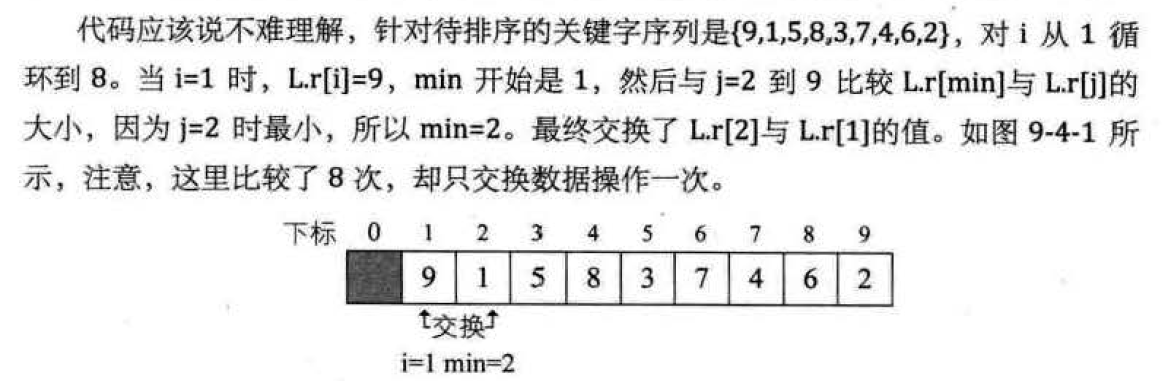 代码应该说不难理解，针对待排序的关键字序列是{9,1,5,8,3,7,4,6,2}，对 i 从 1 循
环到 8。当 i=1 时，L.r[i]=9，min 开始是 1，然后与 j=2 到 9 比较 L.r[min]与 L.r[j]的
大小，因为 j=2 时最小，所以 min=2。最终交换了 L.r[2]与 L.r[1]的值。如图 9-4-1 所
示，注意，这里比较了 8 次，却只交换数据操作一次。
下标 0 1 2 3 4 5 6 7 8 9
9 1 5 8 3 7 4 6 2
交换
i=1 min=2